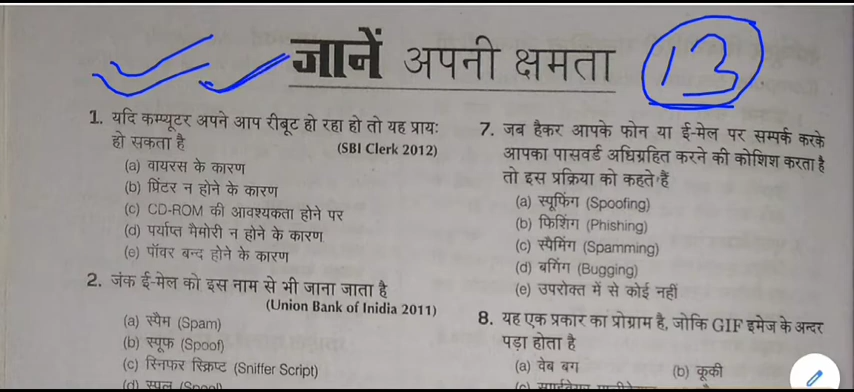 जानें अपनी क्षमता
13
1. यदि कम्प्यूटर अपने आप रीबूट हो रहा हो तो यह प्रायः
हो सकता है (SBI Clerk 2012)
(a) वायरस के कारण
(b) प्रिंटर न होने के कारण
(c) CD-ROM की आवश्यकता होने पर
(d) पर्याप्त मैमोरी न होने के कारण
(e) पॉवर बन्द होने के कारण
2. जंक ई-मेल को इस नाम से भी जाना जाता है
(Union Bank of Inidia 2011)
(a) स्पैम (Spam)
(b) स्पूफ (Spoof)
(c) स्निफर स्क्रिप्ट (Sniffer Script)
(d) स्पूल (Spool)
7. जब हैकर आपके फोन या ई-मेल पर सम्पर्क करके
आपका पासवर्ड अधिग्रहित करने की कोशिश करता है
तो इस प्रक्रिया को कहते हैं
(a) स्पूफिंग (Spoofing)
(b) फिशिंग (Phishing)
(c) स्पैमिंग (Spamming)
(d) बगिंग (Bugging)
(e) उपरोक्त में से कोई नहीं
8. यह एक प्रकार का प्रोग्राम है, जोकि GIF इमेज के अन्दर
पड़ा होता है
(a) वेब बग (b) कूकी